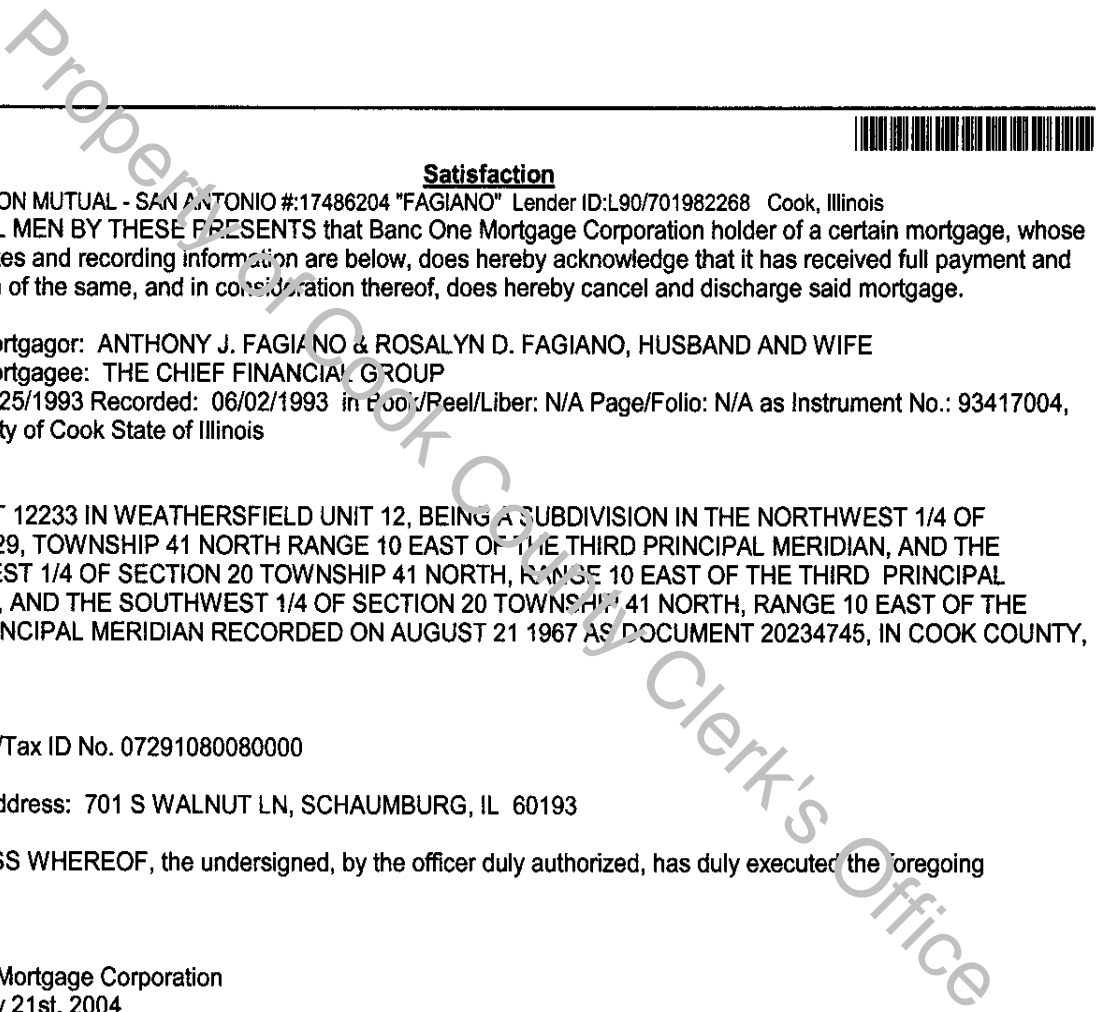 Satisfaction
ON MUTUAL - SAN ANTONIO #:17486204 "FAGIANO" Lender ID:L90/701982268 Cook, Illinois
L MEN BY THESE PRESENTS that Banc One Mortgage Corporation holder of a certain mortgage, whose
es and recording information are below, does hereby acknowledge that it has received full payment and
of the same, and in consideration thereof, does hereby cancel and discharge said mortgage.
ortgagor: ANTHONY J. FAGIANO & ROSALYN D. FAGIANO, HUSBAND AND WIFE
ortgagee: THE CHIEF FINANCIAL GROUP
25/1993 Recorded: 06/02/1993 in Book/Reel/Liber: N/A Page/Folio: N/A as Instrument No.: 93417004,
ty of Cook State of Illinois
T 12233 IN WEATHERSFIELD UNIT 12, BEING A SUBDIVISION IN THE NORTHWEST 1/4 OF
29, TOWNSHIP 41 NORTH RANGE 10 EAST OF THE THIRD PRINCIPAL MERIDIAN, AND THE
EST 1/4 OF SECTION 20 TOWNSHIP 41 NORTH, RANGE 10 EAST OF THE THIRD PRINCIPAL
, AND THE SOUTHWEST 1/4 OF SECTION 20 TOWNSHIP 41 NORTH, RANGE 10 EAST OF THE
INCIPAL MERIDIAN RECORDED ON AUGUST 21 1967 AS DOCUMENT 20234745, IN COOK COUNTY,
/Tax ID No. 07291080080000
ddress: 701 S WALNUT LN, SCHAUMBURG, IL 60193
SS WHEREOF, the undersigned, by the officer duly authorized, has duly executed the foregoing
Mortgage Corporation
y 21st, 2004
Property of Cook County Clerk's Office